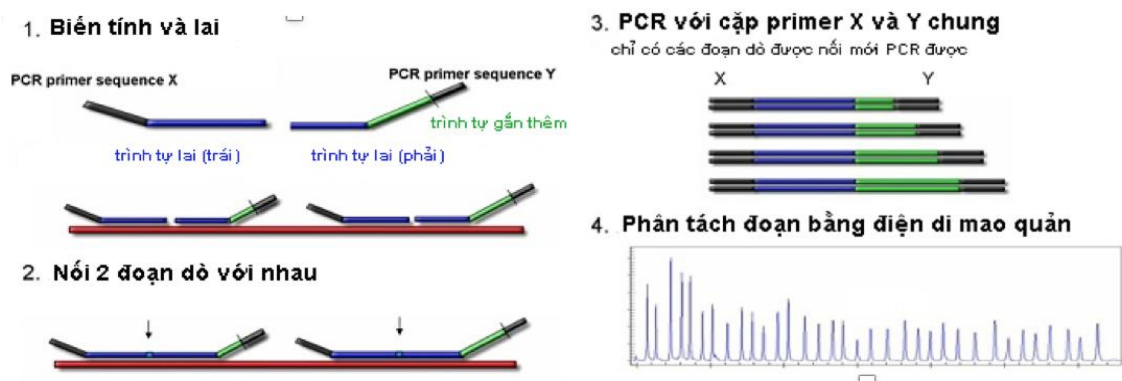 1. Biến tính và lai
PCR primer sequence X
PCR primer sequence Y
trình tự gắn thêm
trình tự lai (trái)
trình tự lai (phải)
2. Nối 2 đoạn dò với nhau
3. PCR với cặp primer X và Y chung
chỉ có các đoạn dò được nối mới PCR được
X
Y
4. Phân tách đoạn bằng điện di mao quản